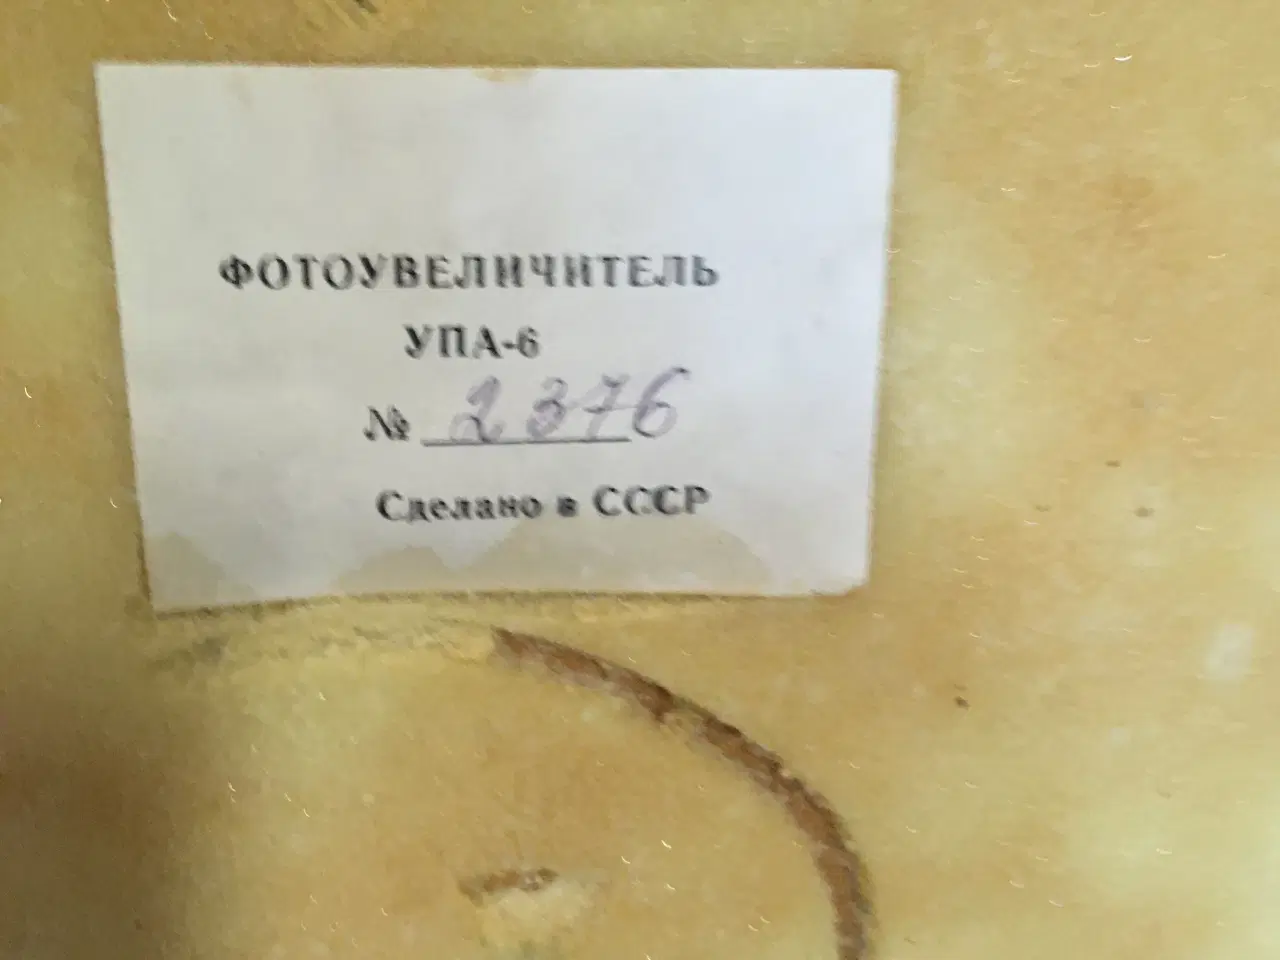 ФОТОУВЕЛИЧИТЕЛЬ
УПА-6
№ 2376
Сделано в СССР